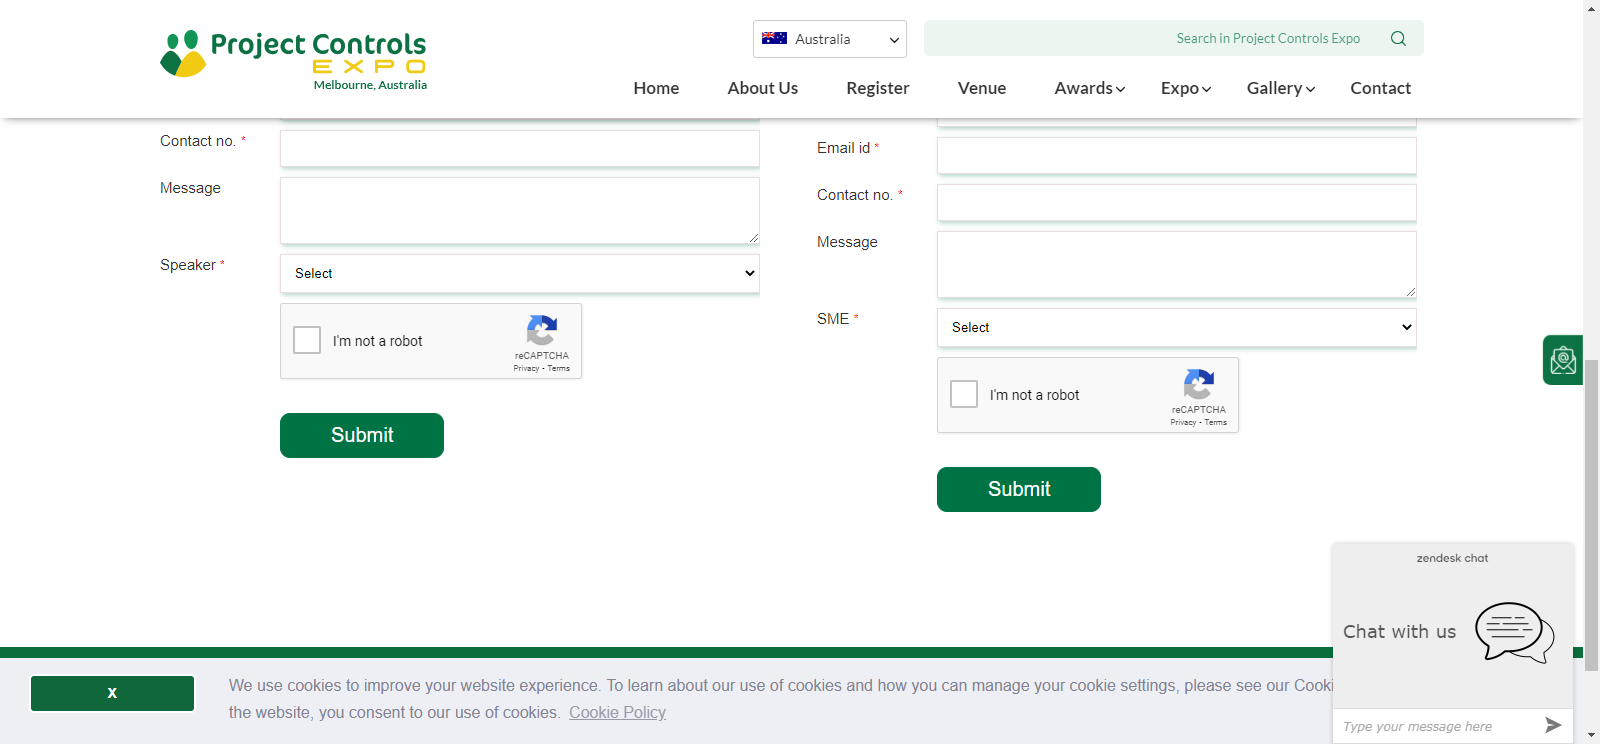 Project Controls
EXPO
Melbourne, Australia
Australia
Search in Project Controls Expo
Home
About Us
Register
Venue
Awards
Expo
Gallery
Contact
Contact no. *
Message
Speaker *
Select
I'm not a robot
reCAPTCHA
Privacy - Terms
Submit
Email id *
Contact no. *
Message
SME *
Select
I'm not a robot
reCAPTCHA
Privacy - Terms
Submit
zendesk chat
Chat with us
Type your message here
X
We use cookies to improve your website experience. To learn about our use of cookies and how you can manage your cookie settings, please see our Cooki
the website, you consent to our use of cookies. Cookie Policy